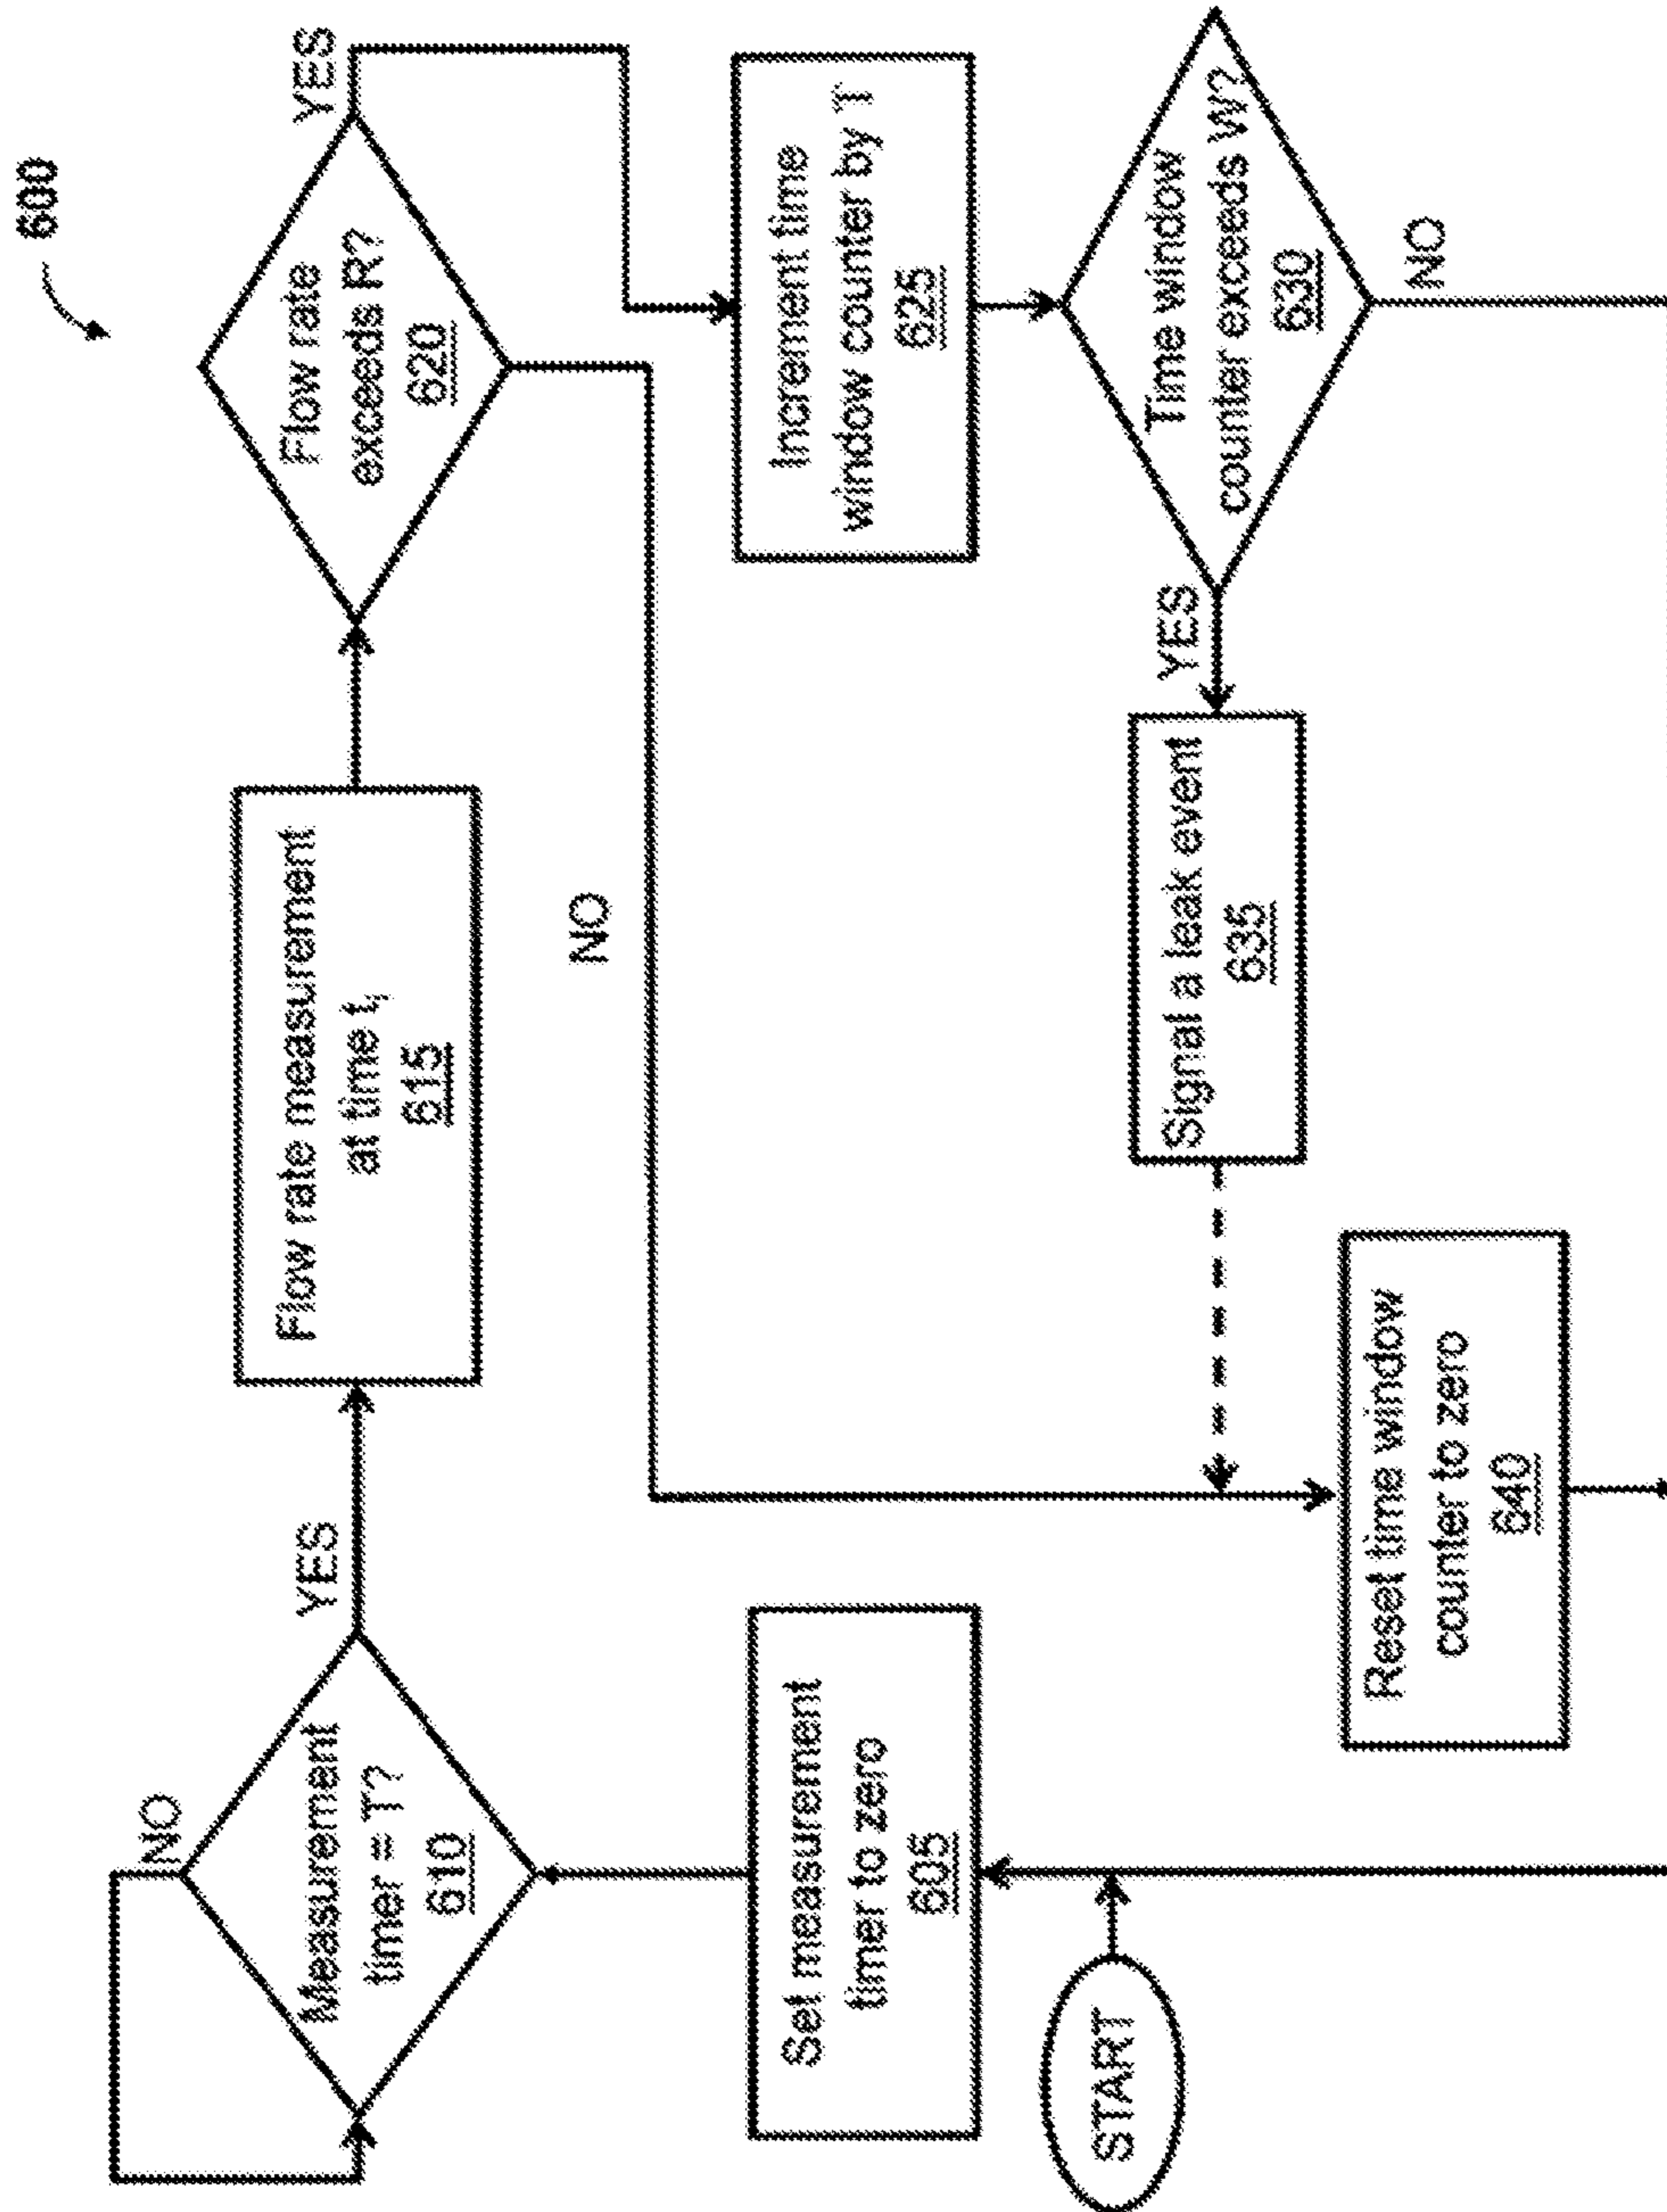 600
NO
Measurement
timer = T?
610
YES
Flow rate measurement
at time tᵢ
615
Flow rate
exceeds R?
620
YES
NO
Set measurement
timer to zero
605
START
Increment time
window counter by T
625
Time window
counter exceeds W?
630
YES
NO
Signal a leak event
635
Reset time window
counter to zero
640